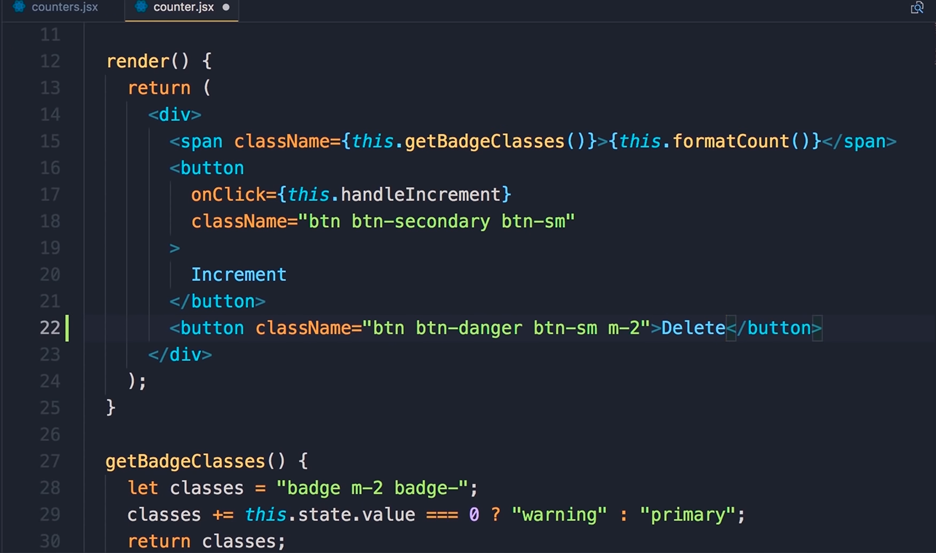 counters.jsx counter.jsx
11
12 render() {
13 return (
14 <div>
15 <span className={this.getBadgeClasses()}>{this.formatCount()}</span>
16 <button
17 onClick={this.handleIncrement}
18 className="btn btn-secondary btn-sm"
19 >
20 Increment
21 </button>
22 <button className="btn btn-danger btn-sm m-2">Delete</button>
23 </div>
24 );
25 }
26
27 getBadgeClasses() {
28 let classes = "badge m-2 badge-";
29 classes += this.state.value === 0 ? "warning" : "primary";
30 return classes;